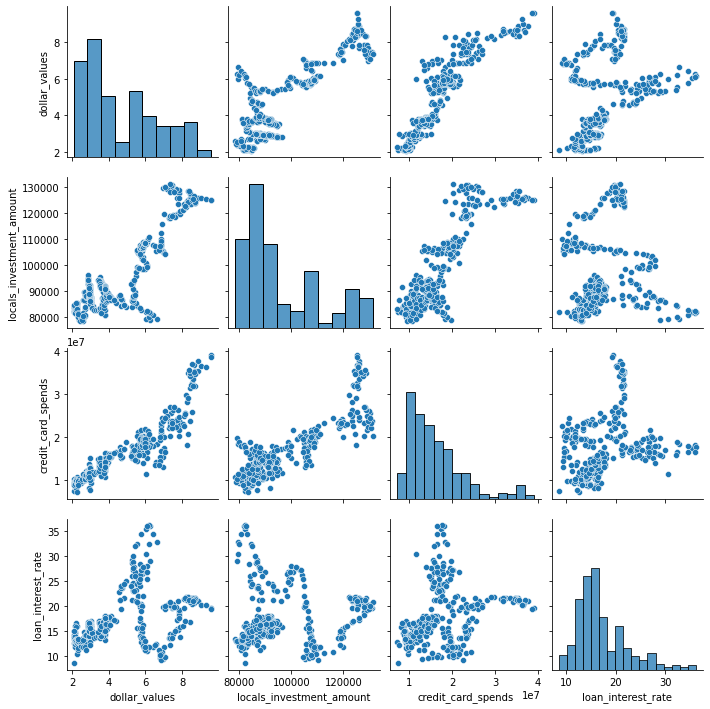 dollar_values
8
6
4
2
locals_investment_amount
130000
120000
110000
100000
90000
80000
1e7
credit_card_spends
4
3
2
1
loan_interest_rate
35
30
25
20
15
10
2 4 6 8
80000 100000 120000
1 2 3 4
1e7
10 20 30
dollar_values locals_investment_amount credit_card_spends loan_interest_rate